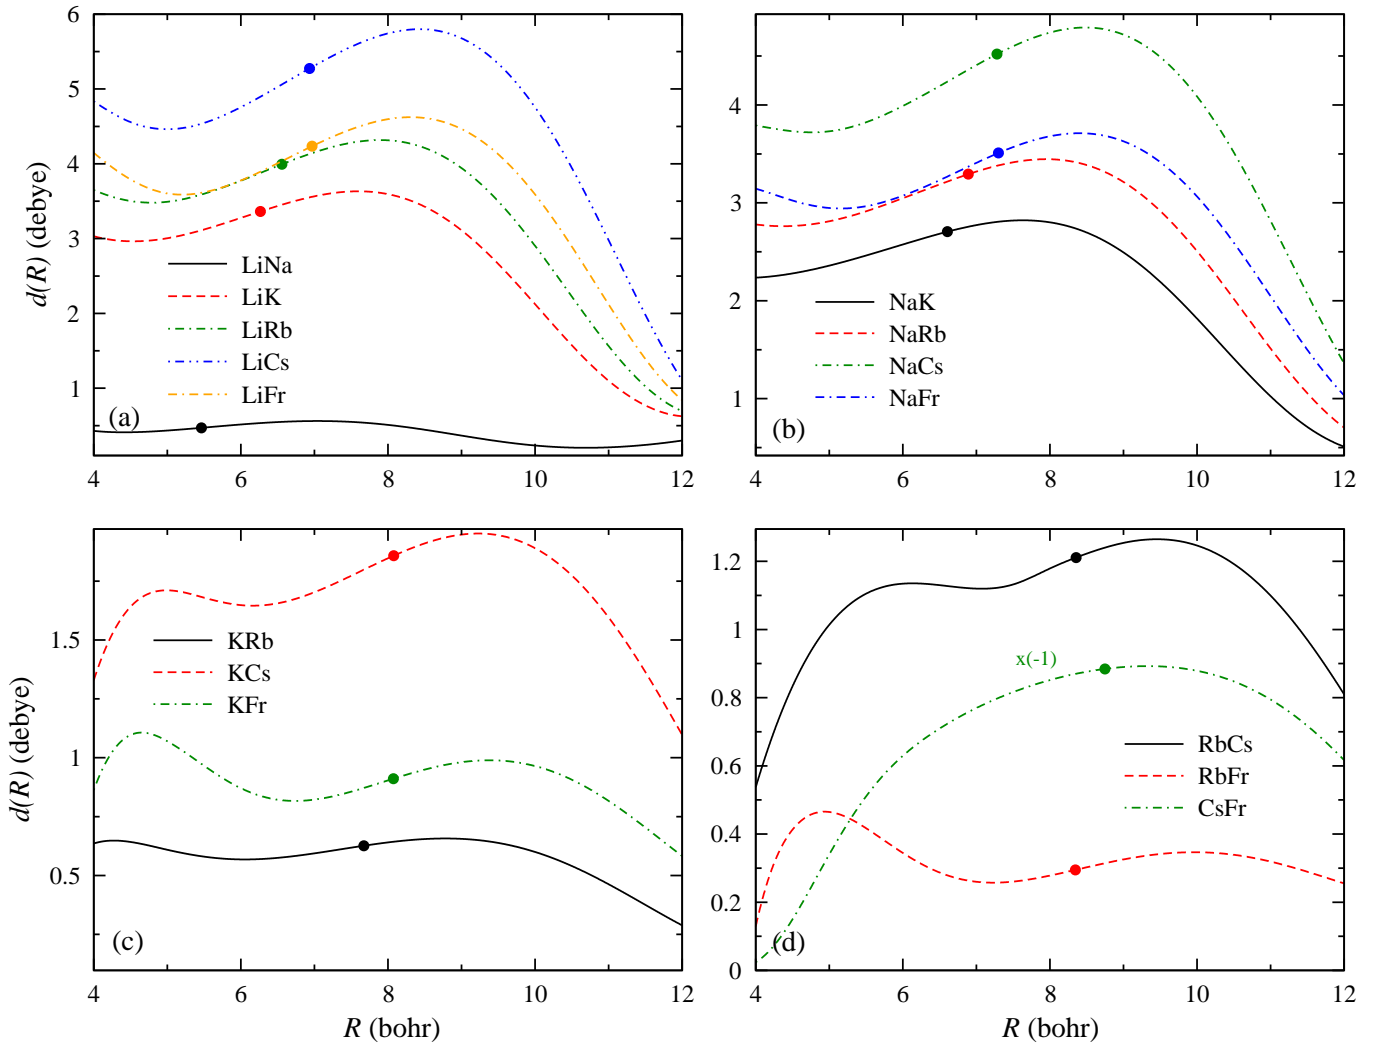 6
5
4
3
2
1
d(R) (debye)
LiNa
LiK
LiRb
LiCs
LiFr
(a)
4 6 8 10 12
4
3
2
1
NaK
NaRb
NaCs
NaFr
(b)
4 6 8 10 12
1.5
1
0.5
d(R) (debye)
KRb
KCs
KFr
(c)
4 6 8 10 12
R (bohr)
1.2
1
0.8
0.6
0.4
0.2
0
x(-1)
RbCs
RbFr
CsFr
(d)
4 6 8 10 12
R (bohr)